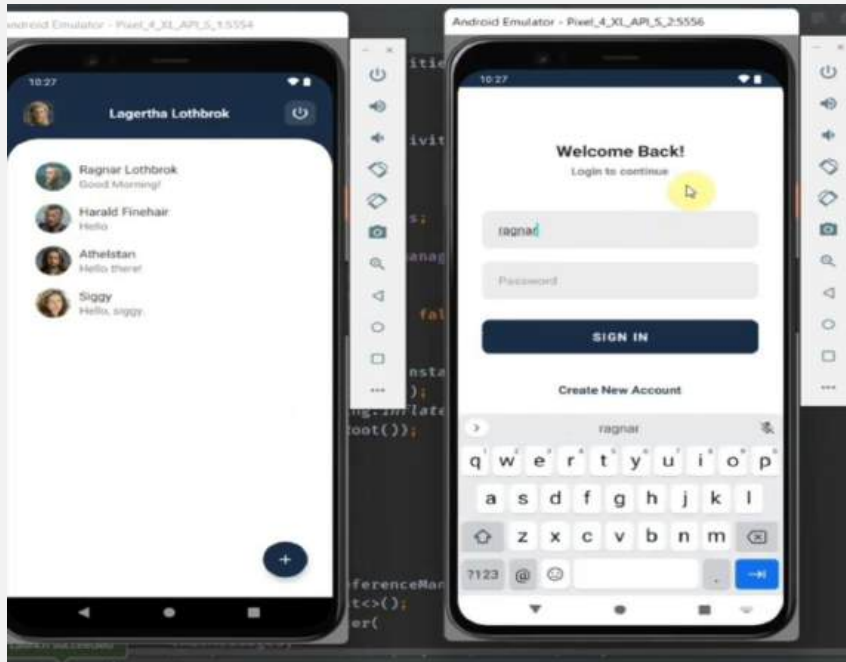 Android Emulator - Pixel_4_XL_API_S_1:5554
10:27
Lagertha Lothbrok
Ragnar Lothbrok
Good Morning!
Harald Finehair
Hello
Athelstan
Hello there!
Siggy
Hello, siggy.
+
Android Emulator - Pixel_4_XL_API_S_2:5556
10:27
Welcome Back!
Login to continue
ragnar
Password
SIGN IN
Create New Account
ragnar
q w e r t y u i o p
a s d f g h j k l
z x c v b n m
?123 @ .
itie
ivit
s;
anag
fal
nsta
);
ng.inflate
oot());
eferenceMan
t<>();
er(